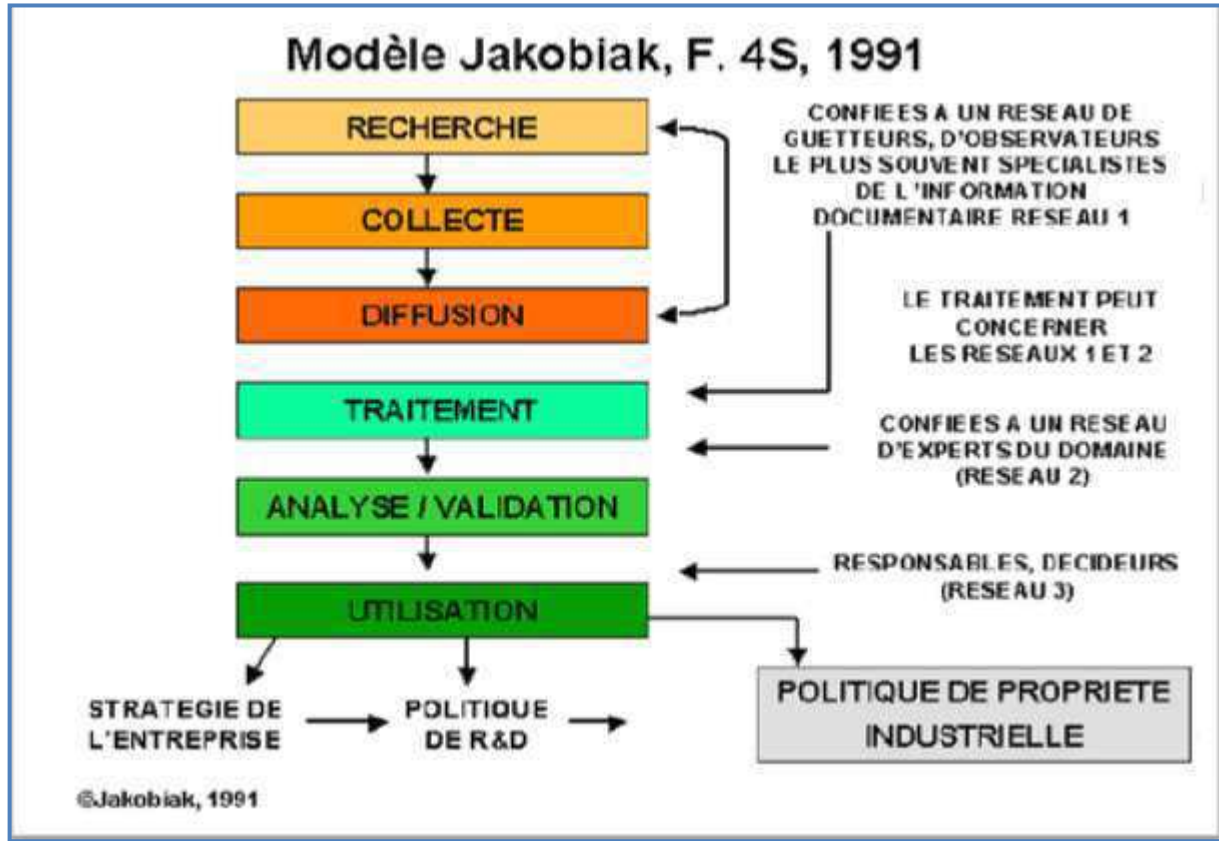 Modèle Jakobiak, F. 4S, 1991
RECHERCHE
COLLECTE
DIFFUSION
TRAITEMENT
ANALYSE / VALIDATION
UTILISATION
CONFIEES A UN RESEAU DE
GUETTEURS, D'OBSERVATEURS
LE PLUS SOUVENT SPECIALISTES
DE L'INFORMATION
DOCUMENTAIRE RESEAU 1
LE TRAITEMENT PEUT
CONCERNER
LES RESEAUX 1 ET 2
CONFIEES A UN RESEAU
D'EXPERTS DU DOMAINE
(RESEAU 2)
RESPONSABLES, DECIDEURS
(RESEAU 3)
STRATEGIE DE
L'ENTREPRISE
POLITIQUE
DE R&D
POLITIQUE DE PROPRIETE
INDUSTRIELLE
©Jakobiak, 1991